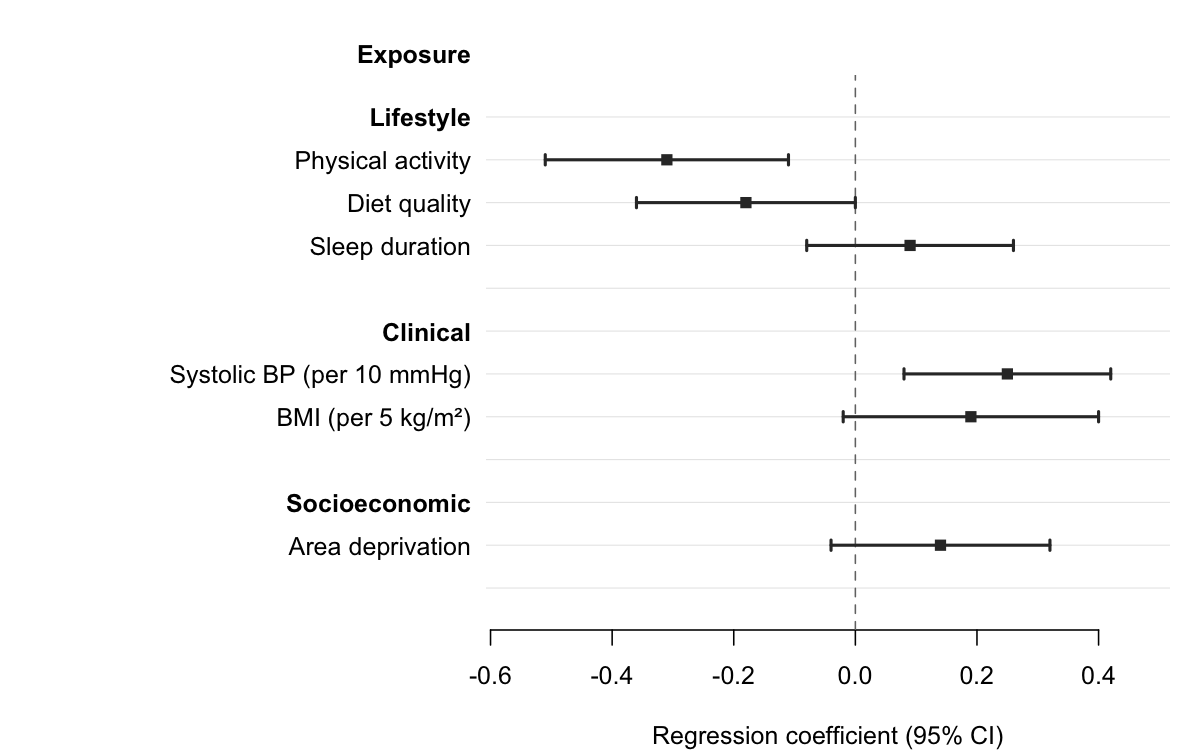 Exposure
Lifestyle
Physical activity
Diet quality
Sleep duration
Clinical
Systolic BP (per 10 mmHg)
BMI (per 5 kg/m²)
Socioeconomic
Area deprivation
-0.6 -0.4 -0.2 0.0 0.2 0.4
Regression coefficient (95% CI)